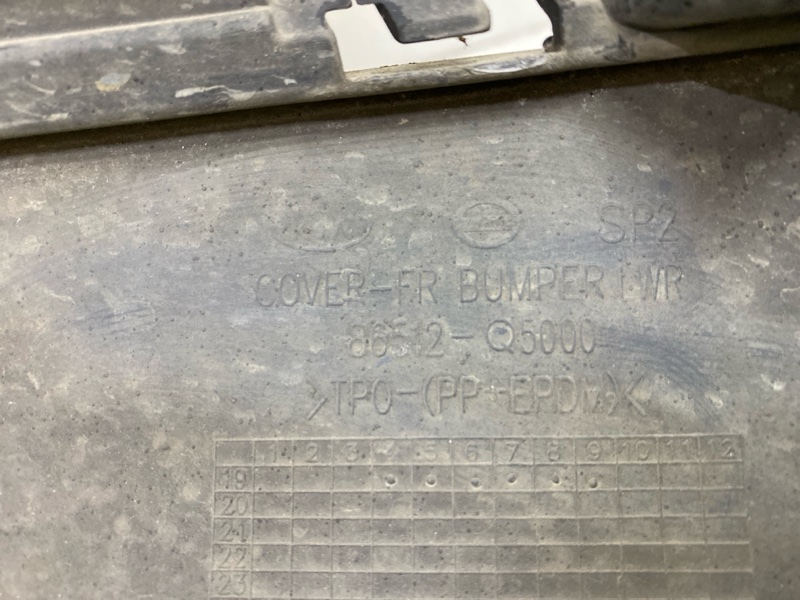 KIA SP2
COVER-FR BUMPER LWR
86512-Q5000
>TPO-(PP+EPDM)<
1 2 3 4 5 6 7 8 9 10 11 12
19
20
21
22
23